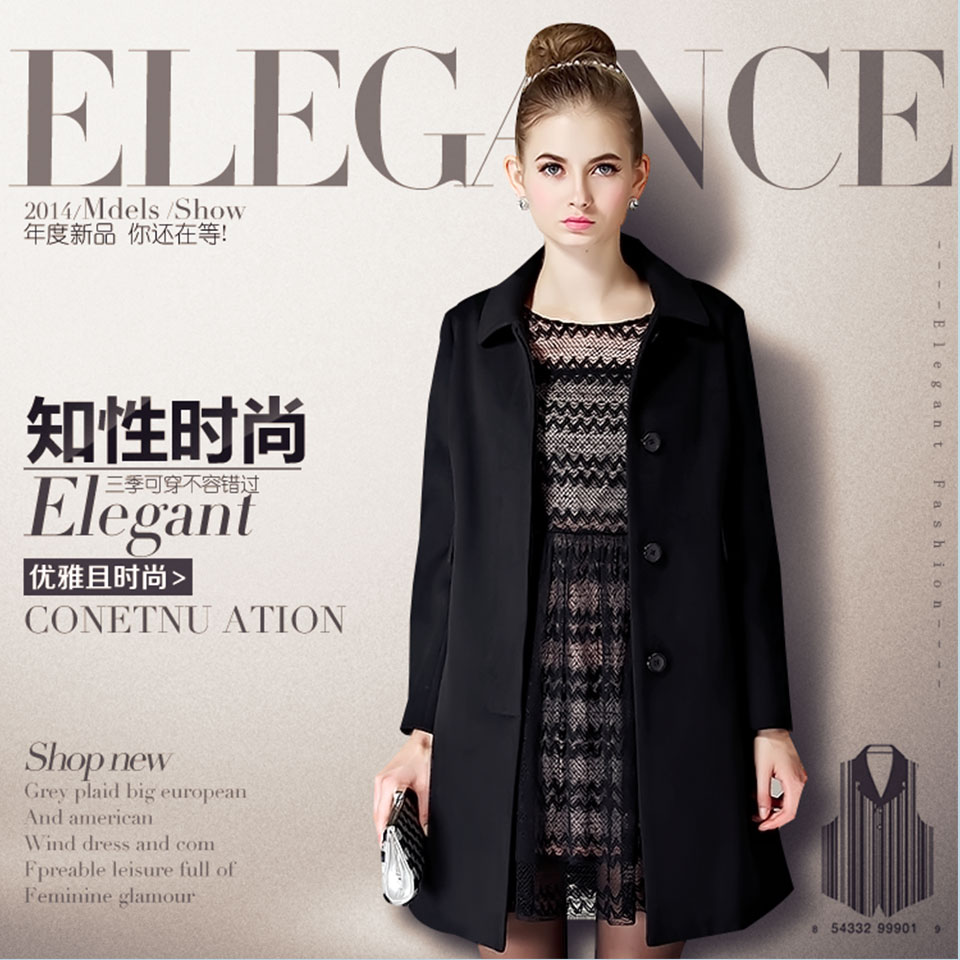 ELEGANCE
2014/Mdels /Show
年度新品 你还在等!
知性时尚
三季可穿不容错过
Elegant
优雅且时尚>
CONETNU ATION
Shop new
Grey plaid big european
And american
Wind dress and com
Fpreable leisure full of
Feminine glamour
----Elegant Fashion----
8 54332 99901 9